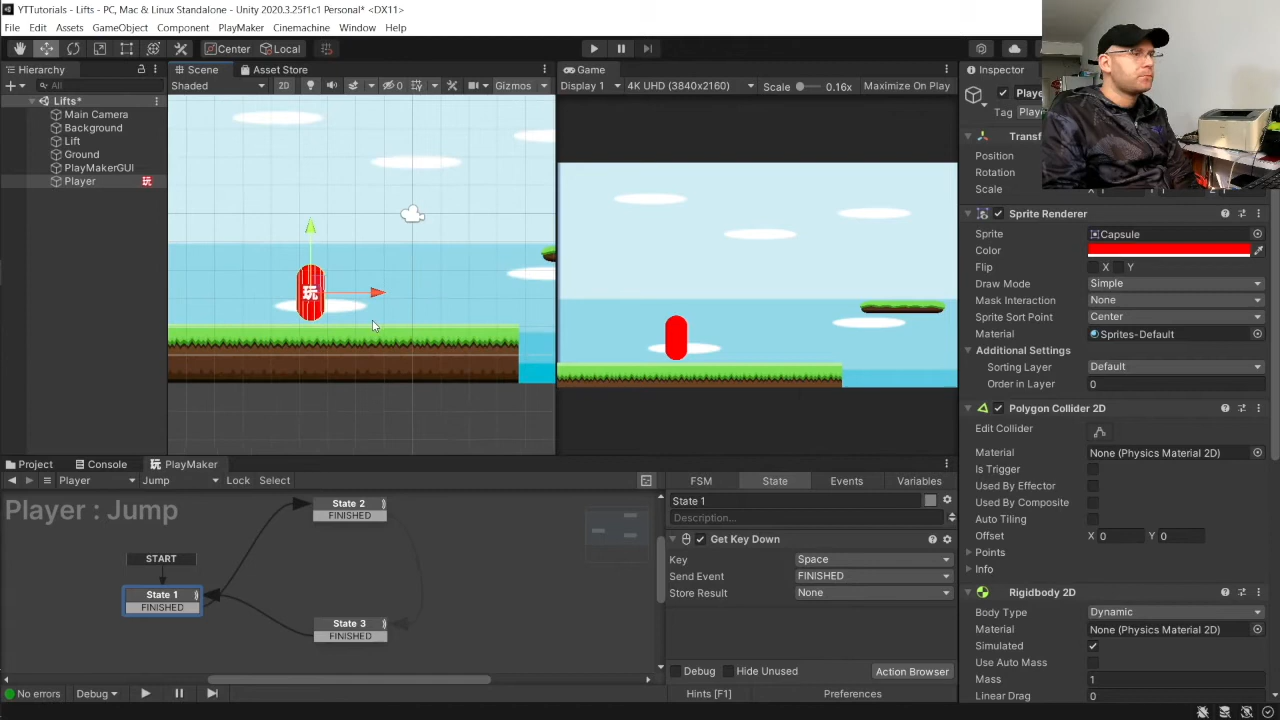 YTTutorials - Lifts - PC, Mac & Linux Standalone - Unity 2020.3.25f1c1 Personal* <DX11>
File Edit Assets GameObject Component PlayMaker Cinemachine Window Help
Center Local
Hierarchy
All
Lifts*
Main Camera
Background
Lift
Ground
PlayMakerGUI
Player
玩
Scene Asset Store
Shaded 2D 0 Gizmos
玩
Game
Display 1 4K UHD (3840x2160) Scale 0.16x Maximize On Play
Inspector
Playe
Tag Playe
Transf
Position
Rotation
Scale
Sprite Renderer
Sprite Capsule
Color
Flip X Y
Draw Mode Simple
Mask Interaction None
Sprite Sort Point Center
Material Sprites-Default
Additional Settings
Sorting Layer Default
Order in Layer 0
Polygon Collider 2D
Edit Collider
Material None (Physics Material 2D)
Is Trigger
Used By Effector
Used By Composite
Auto Tiling
Offset X 0 Y 0
Points
Info
Rigidbody 2D
Body Type Dynamic
Material None (Physics Material 2D)
Simulated
Use Auto Mass
Mass 1
Linear Drag 0
Project Console 玩 PlayMaker
Player Jump Lock Select
Player : Jump
State 2
FINISHED
START
State 1
FINISHED
State 3
FINISHED
No errors Debug
FSM State Events Variables
State 1
Description...
Get Key Down
Key Space
Send Event FINISHED
Store Result None
Debug Hide Unused Action Browser
Hints [F1] Preferences